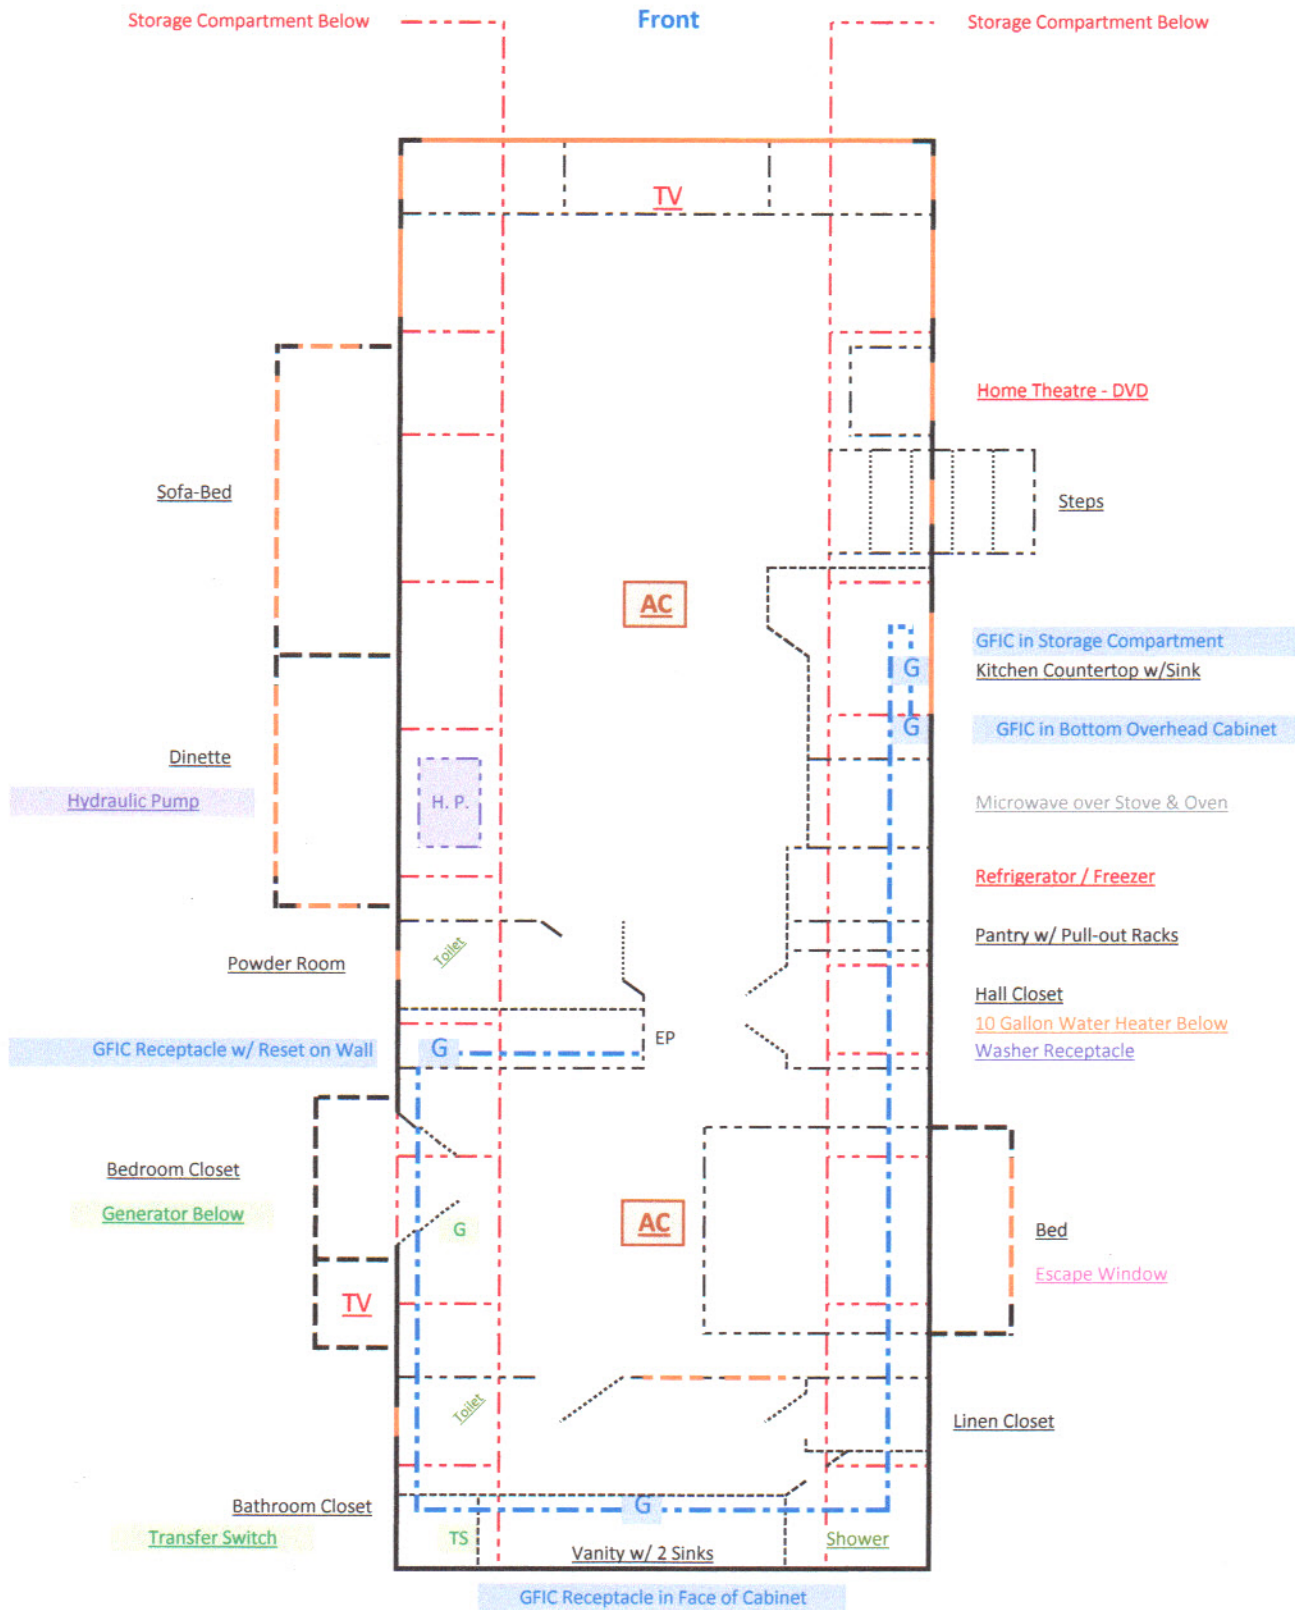 Front
Storage Compartment Below
Storage Compartment Below
TV
Home Theatre - DVD
Sofa-Bed
Steps
AC
GFIC in Storage Compartment
G
Kitchen Countertop w/Sink
G
GFIC in Bottom Overhead Cabinet
Dinette
Hydraulic Pump
H. P.
Microwave over Stove & Oven
Refrigerator / Freezer
Pantry w/ Pull-out Racks
Toilet
Powder Room
Hall Closet
10 Gallon Water Heater Below
Washer Receptacle
EP
GFIC Receptacle w/ Reset on Wall
G
Bedroom Closet
Generator Below
G
AC
Bed
Escape Window
TV
Toilet
Linen Closet
Bathroom Closet
G
Transfer Switch
TS
Vanity w/ 2 Sinks
Shower
GFIC Receptacle in Face of Cabinet